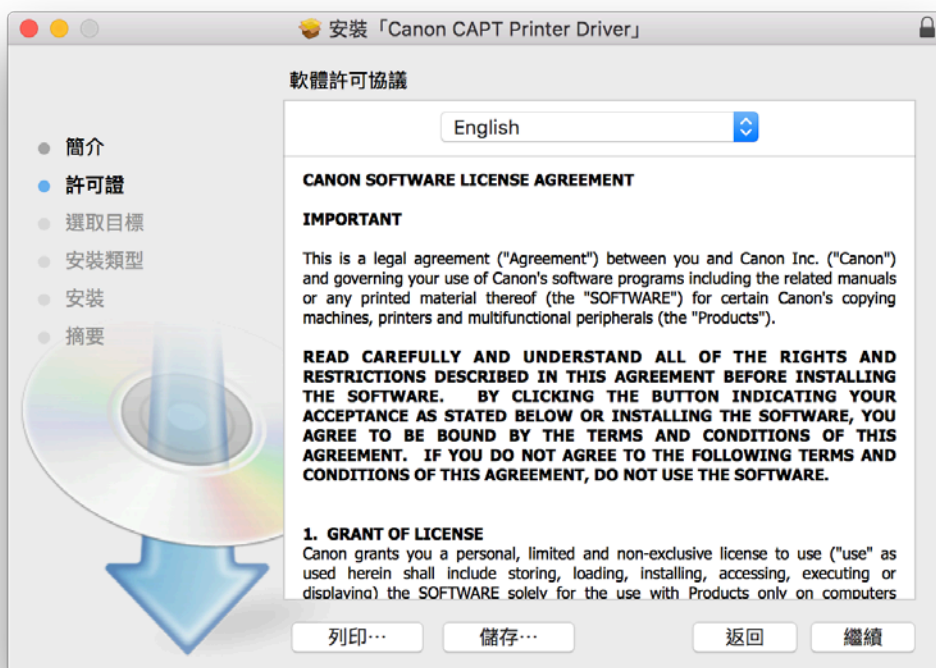 安裝「Canon CAPT Printer Driver」
軟體許可協議
簡介
許可證
選取目標
安裝類型
安裝
摘要
English
CANON SOFTWARE LICENSE AGREEMENT
IMPORTANT
This is a legal agreement ("Agreement") between you and Canon Inc. ("Canon")
and governing your use of Canon's software programs including the related manuals
or any printed material thereof (the "SOFTWARE") for certain Canon's copying
machines, printers and multifunctional peripherals (the "Products").
READ CAREFULLY AND UNDERSTAND ALL OF THE RIGHTS AND
RESTRICTIONS DESCRIBED IN THIS AGREEMENT BEFORE INSTALLING
THE SOFTWARE. BY CLICKING THE BUTTON INDICATING YOUR
ACCEPTANCE AS STATED BELOW OR INSTALLING THE SOFTWARE, YOU
AGREE TO BE BOUND BY THE TERMS AND CONDITIONS OF THIS
AGREEMENT. IF YOU DO NOT AGREE TO THE FOLLOWING TERMS AND
CONDITIONS OF THIS AGREEMENT, DO NOT USE THE SOFTWARE.
1. GRANT OF LICENSE
Canon grants you a personal, limited and non-exclusive license to use ("use" as
used herein shall include storing, loading, installing, accessing, executing or
displaying) the SOFTWARE solely for the use with Products only on computers
列印⋯
儲存⋯
返回
繼續